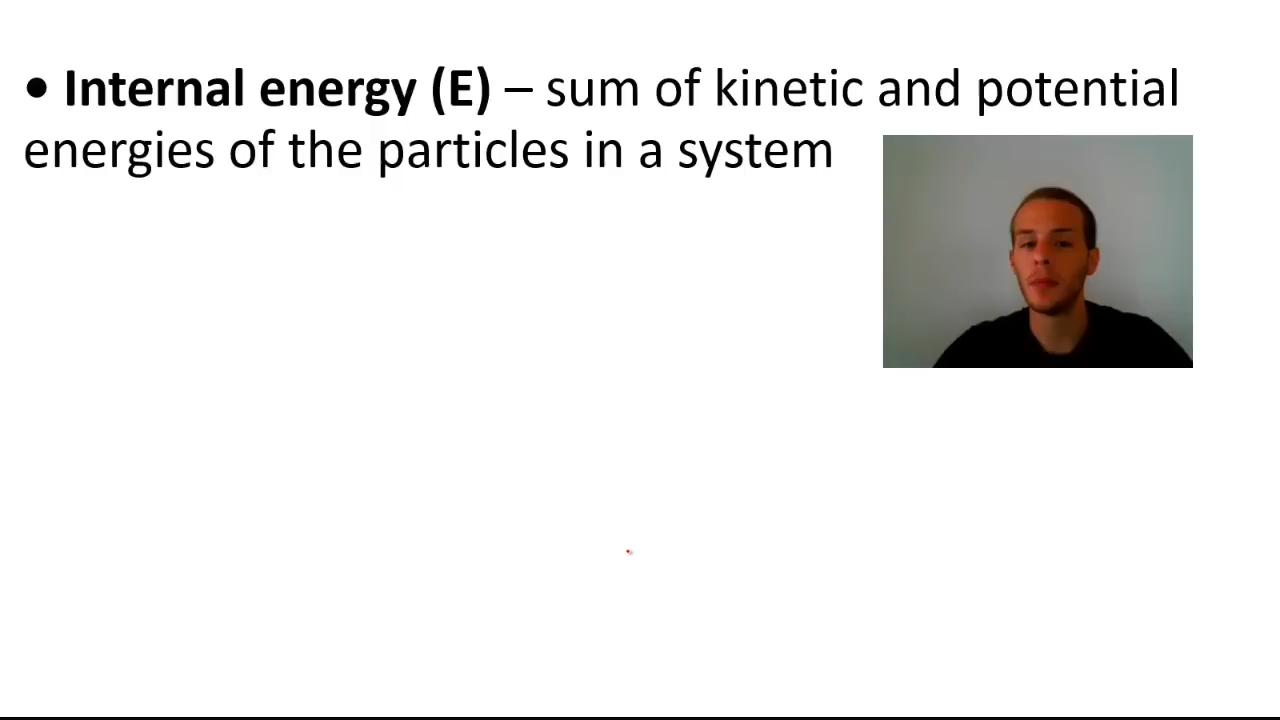 • Internal energy (E) – sum of kinetic and potential
energies of the particles in a system